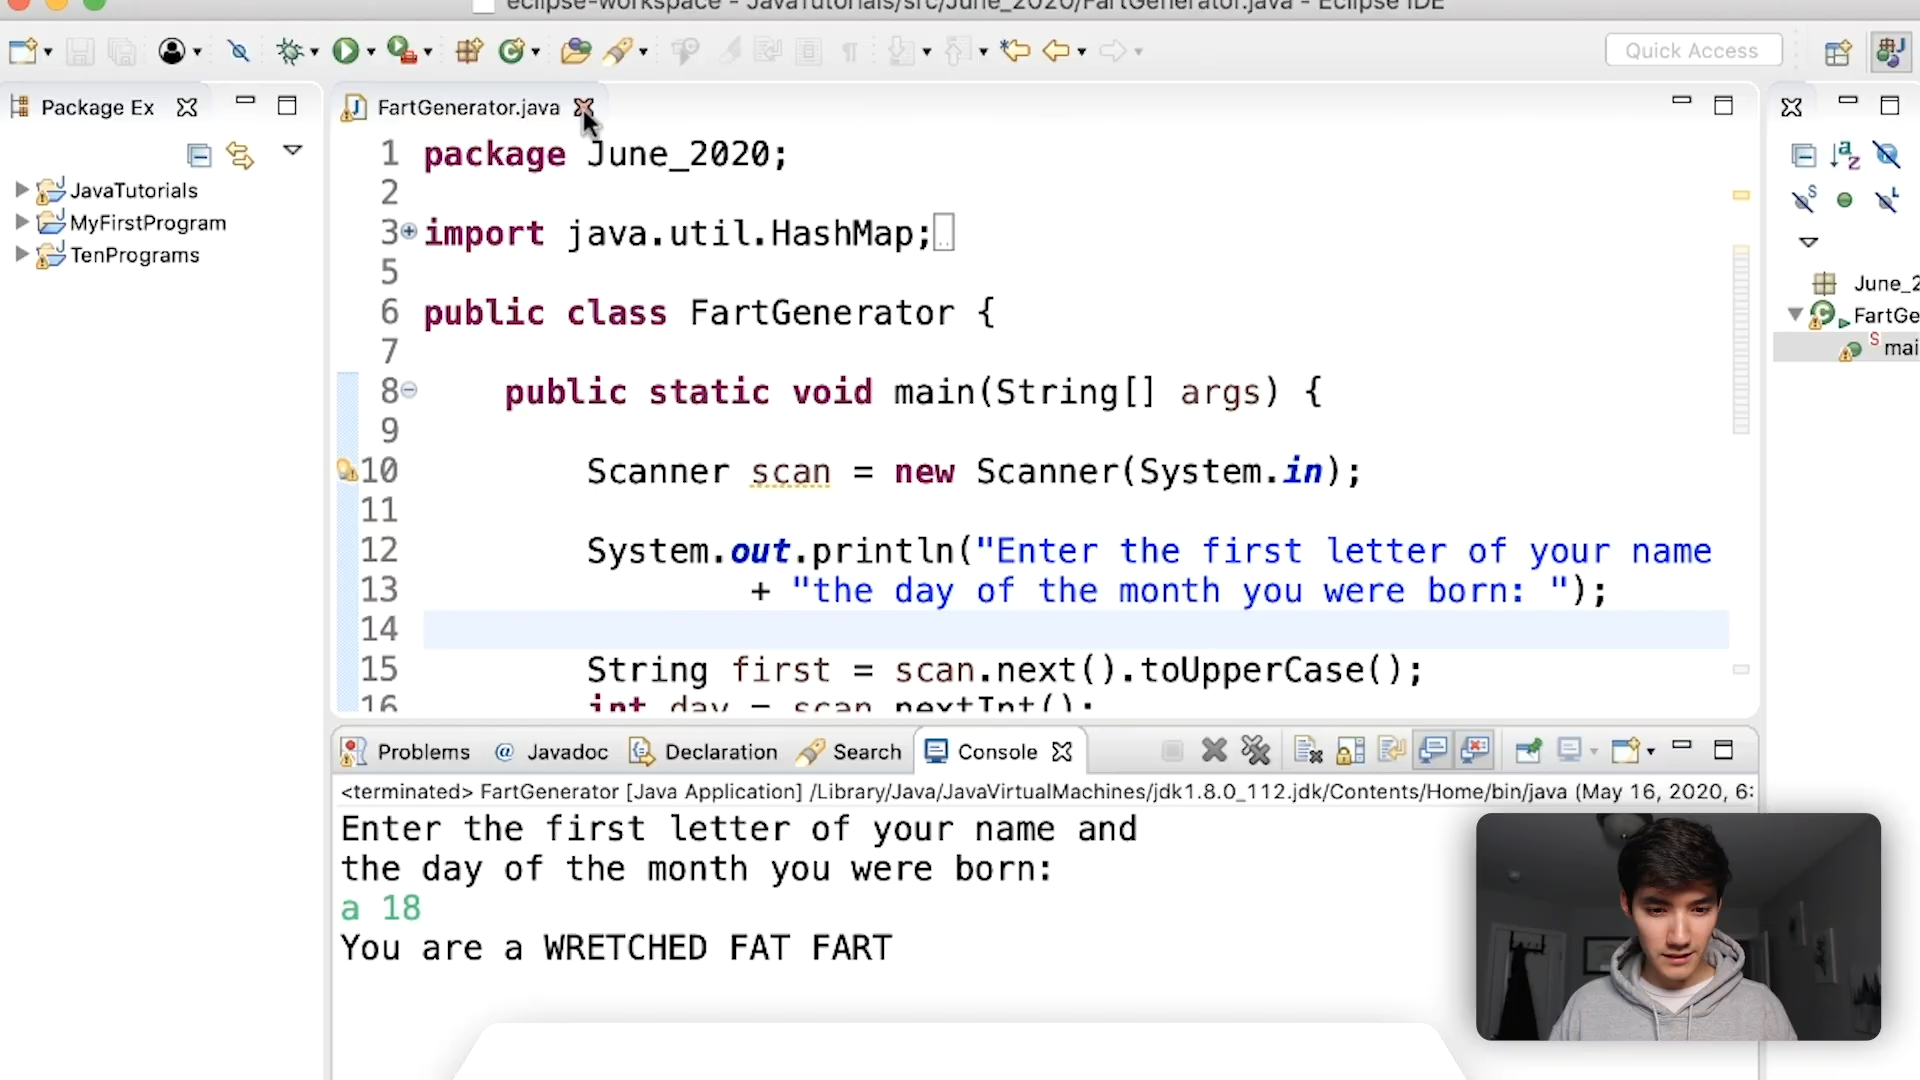 eclipse-workspace - JavaTutorials/src/June_2020/FartGenerator.java - Eclipse IDE
Quick Access
Package Ex
FartGenerator.java
JavaTutorials
MyFirstProgram
TenPrograms
1 package June_2020;
2
3 import java.util.HashMap;
5
6 public class FartGenerator {
7
8 public static void main(String[] args) {
9
10 Scanner scan = new Scanner(System.in);
11
12 System.out.println("Enter the first letter of your name
13 + "the day of the month you were born: ");
14
15 String first = scan.next().toUpperCase();
16 int day = scan.nextInt();
June_2
FartGe
mai
Problems @ Javadoc Declaration Search Console
<terminated> FartGenerator [Java Application] /Library/Java/JavaVirtualMachines/jdk1.8.0_112.jdk/Contents/Home/bin/java (May 16, 2020, 6:
Enter the first letter of your name and
the day of the month you were born:
a 18
You are a WRETCHED FAT FART